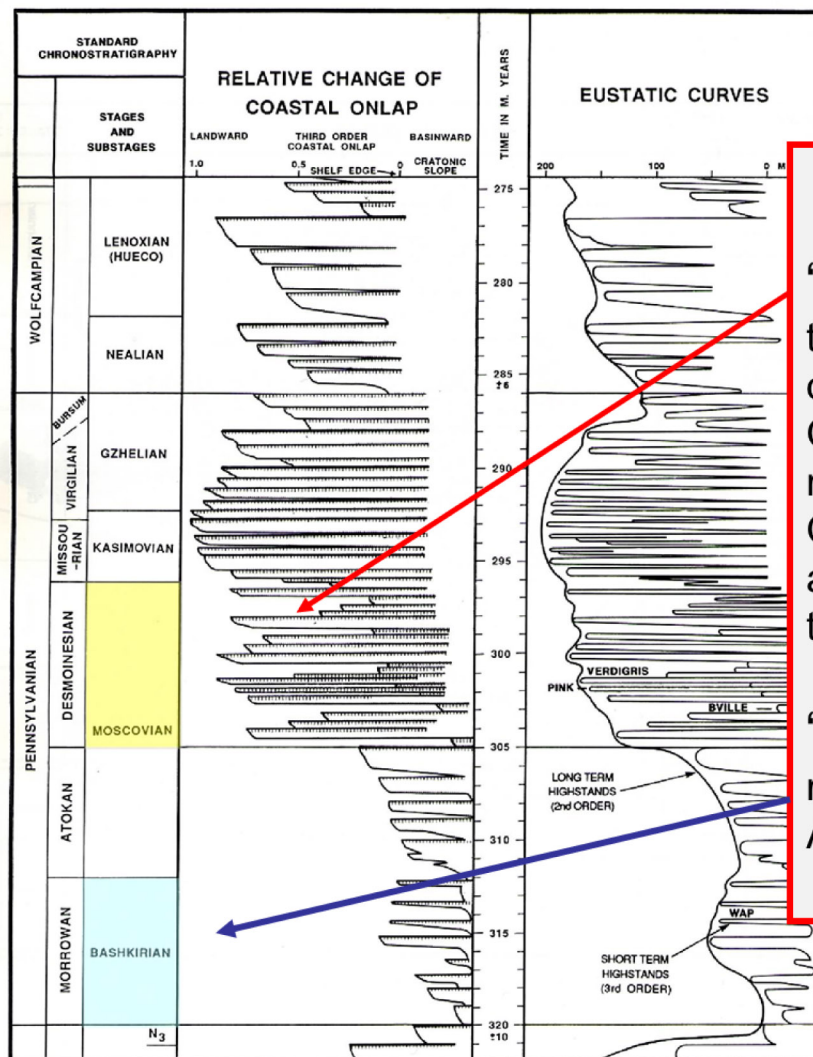 STANDARD
CHRONOSTRATIGRAPHY
STAGES
AND
SUBSTAGES
RELATIVE CHANGE OF
COASTAL ONLAP
LANDWARD
THIRD ORDER
COASTAL ONLAP
BASINWARD
1.0
0.5
0
SHELF EDGE
CRATONIC
SLOPE
TIME IN M. YEARS
EUSTATIC CURVES
200
100
0 M
WOLFCAMPIAN
LENOXIAN
(HUECO)
NEALIAN
PENNSYLVANIAN
BURSUM
VIRGILIAN
GZHELIAN
MISSOU
-RIAN
KASIMOVIAN
DESMOINESIAN
MOSCOVIAN
ATOKAN
MORROWAN
BASHKIRIAN
N3
275
280
285
±6
290
295
300
305
310
315
320
±10
VERDIGRIS
PINK
BVILLE
LONG TERM
HIGHSTANDS
(2nd ORDER)
WAP
SHORT TERM
HIGHSTANDS
(3rd ORDER)